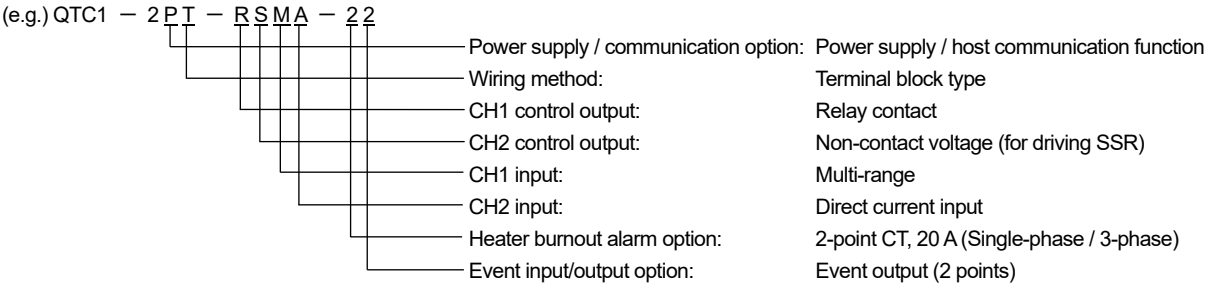 (e.g.) QTC1 － 2 P T － R S M A － 2 2
Power supply / communication option: Power supply / host communication function
Wiring method: Terminal block type
CH1 control output: Relay contact
CH2 control output: Non-contact voltage (for driving SSR)
CH1 input: Multi-range
CH2 input: Direct current input
Heater burnout alarm option: 2-point CT, 20 A (Single-phase / 3-phase)
Event input/output option: Event output (2 points)